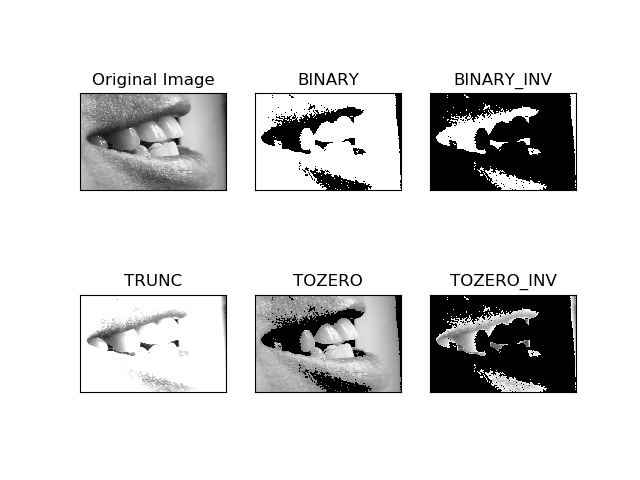 Original Image
BINARY
BINARY_INV
TRUNC
TOZERO
TOZERO_INV